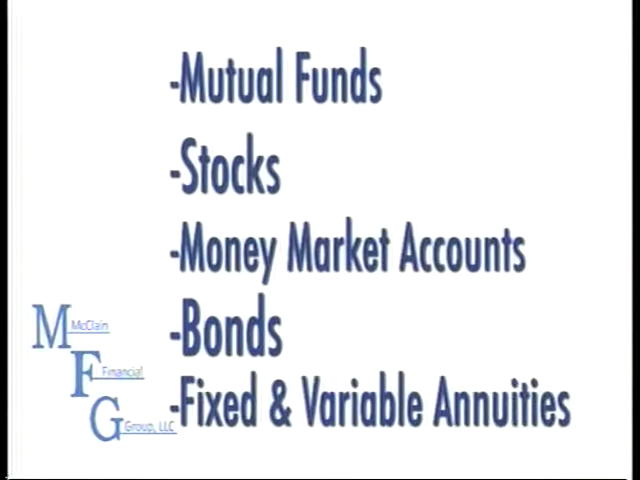 -Mutual Funds
-Stocks
-Money Market Accounts
-Bonds
-Fixed & Variable Annuities
M McClain
F Financial
G Group, LLC